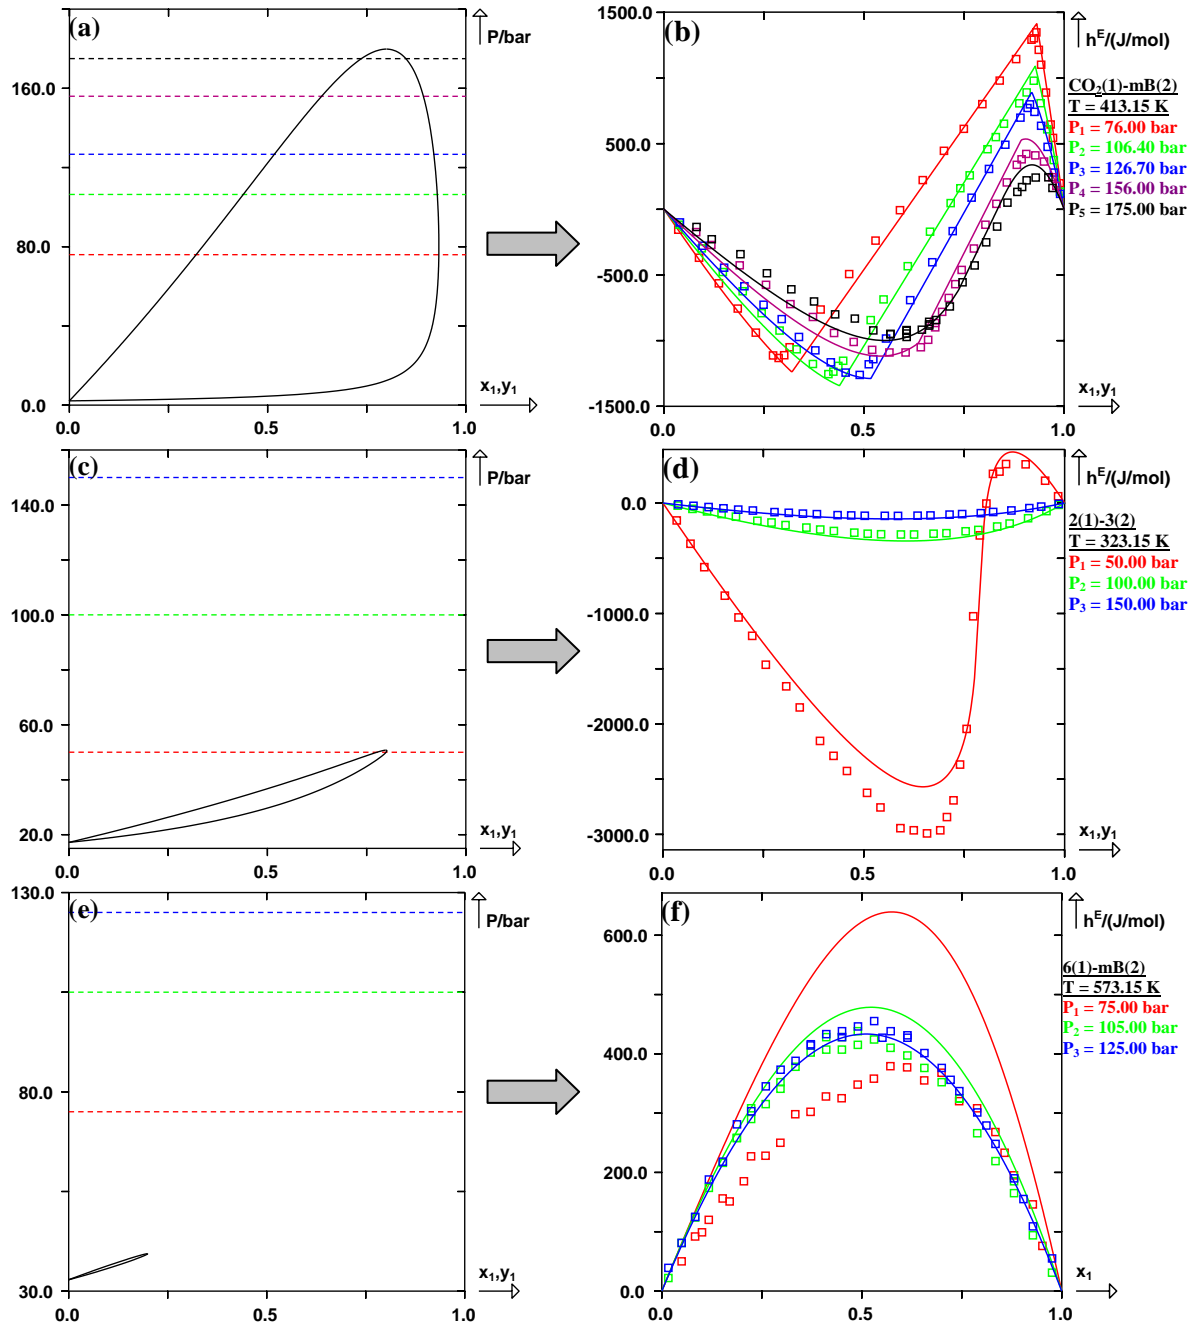 (a)
P/bar
160.0
80.0
0.0
x1,y1
0.0
0.5
1.0
(b)
1500.0
hE/(J/mol)
500.0
-500.0
-1500.0
CO2(1)-mB(2)
T = 413.15 K
P1 = 76.00 bar
P2 = 106.40 bar
P3 = 126.70 bar
P4 = 156.00 bar
P5 = 175.00 bar
x1,y1
0.0
0.5
1.0
(c)
P/bar
140.0
100.0
60.0
20.0
x1,y1
0.0
0.5
1.0
(d)
hE/(J/mol)
0.0
-1000.0
-2000.0
-3000.0
2(1)-3(2)
T = 323.15 K
P1 = 50.00 bar
P2 = 100.00 bar
P3 = 150.00 bar
x1,y1
0.0
0.5
1.0
(e)
130.0
P/bar
80.0
30.0
x1,y1
0.0
0.5
1.0
(f)
hE/(J/mol)
600.0
400.0
200.0
0.0
6(1)-mB(2)
T = 573.15 K
P1 = 75.00 bar
P2 = 105.00 bar
P3 = 125.00 bar
x1
0.0
0.5
1.0